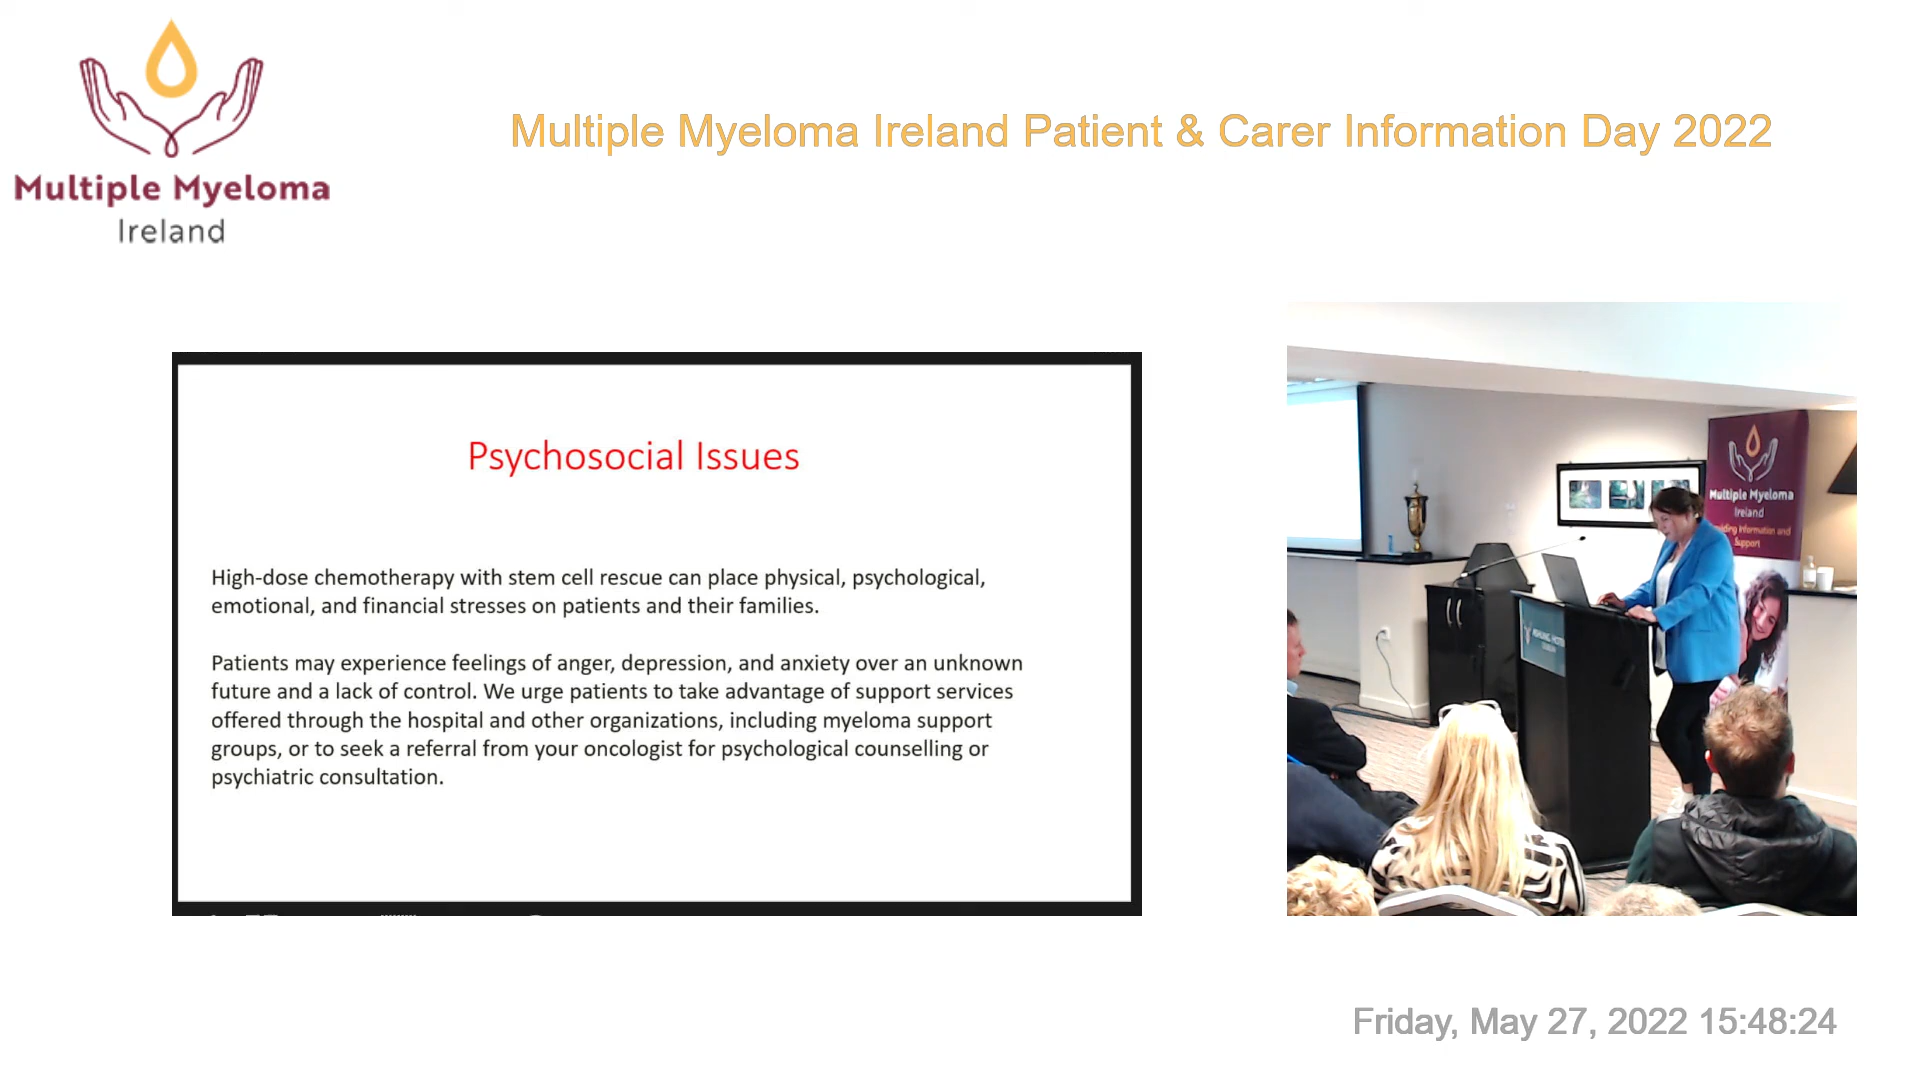 Multiple Myeloma
Ireland
Multiple Myeloma Ireland Patient & Carer Information Day 2022
Psychosocial Issues
High-dose chemotherapy with stem cell rescue can place physical, psychological,
emotional, and financial stresses on patients and their families.
Patients may experience feelings of anger, depression, and anxiety over an unknown
future and a lack of control. We urge patients to take advantage of support services
offered through the hospital and other organizations, including myeloma support
groups, or to seek a referral from your oncologist for psychological counselling or
psychiatric consultation.
Multiple Myeloma
Ireland
Information and
Support
Friday, May 27, 2022 15:48:24